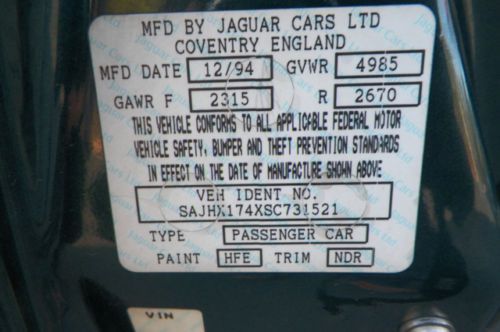 MFD BY JAGUAR CARS LTD
COVENTRY ENGLAND
MFD DATE 12/94 GVWR 4985
GAWR F 2315 R 2670
THIS VEHICLE CONFORMS TO ALL APPLICABLE FEDERAL MOTOR
VEHICLE SAFETY, BUMPER AND THEFT PREVENTION STANDARDS
IN EFFECT ON THE DATE OF MANUFACTURE SHOWN ABOVE
VEH IDENT NO.
SAJHX174XSC731521
TYPE PASSENGER CAR
PAINT HFE TRIM NDR
VIN